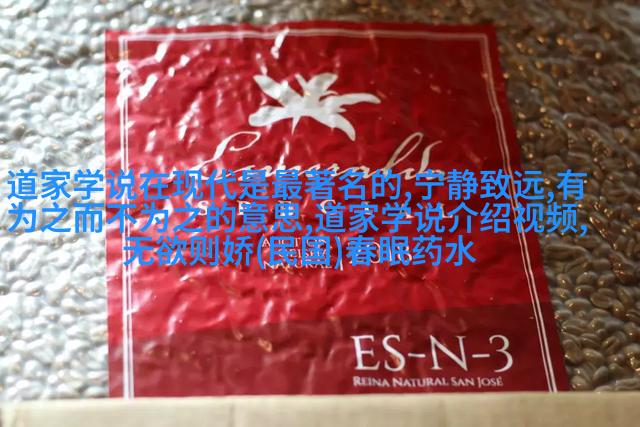 道家学说在现代是最著名的,宁静致远,有
为之而不为之的意思,道家学说介绍视频,
无欲则娇(民国)春眠药水
NATURAL
ES-N-3
REINA NATURAL SAN JOSÉ